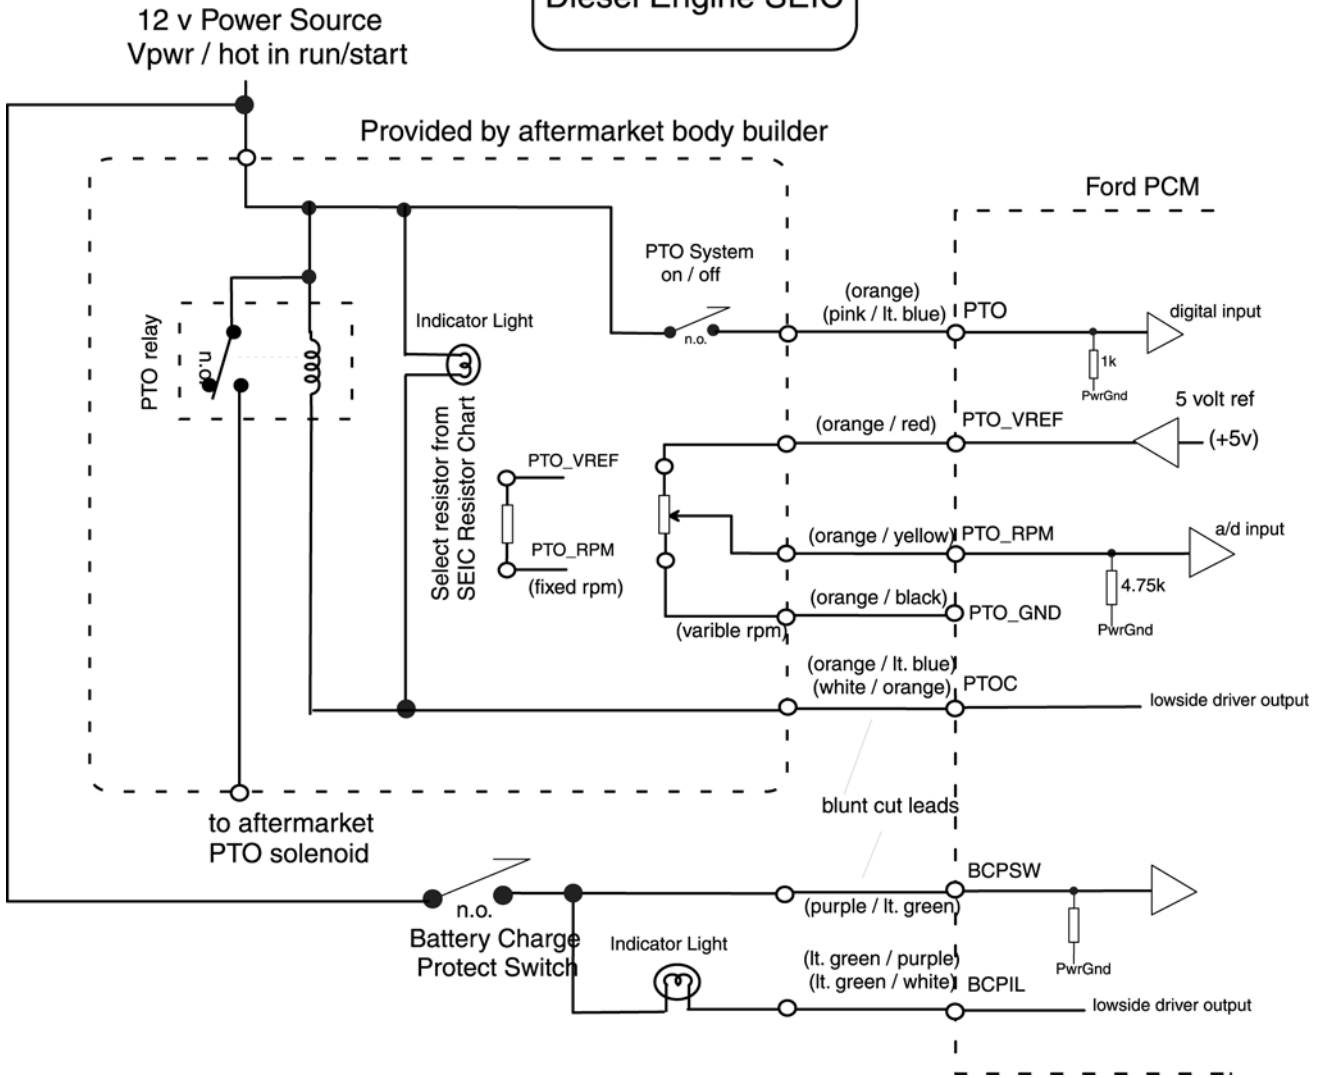 Diesel Engine SEIC
12 v Power Source
Vpwr / hot in run/start
Provided by aftermarket body builder
Ford PCM
PTO System
on / off
n.o.
(orange)
(pink / lt. blue)
PTO
digital input
1k
PwrGnd
PTO relay
n.o.
Indicator Light
Select resistor from
SEIC Resistor Chart
PTO_VREF
PTO_RPM
(fixed rpm)
(orange / red)
PTO_VREF
5 volt ref
(+5v)
(orange / yellow)
PTO_RPM
a/d input
4.75k
PwrGnd
(orange / black)
PTO_GND
(varible rpm)
(orange / lt. blue)
(white / orange)
PTOC
lowside driver output
blunt cut leads
to aftermarket
PTO solenoid
n.o.
Battery Charge
Protect Switch
BCPSW
(purple / lt. green)
PwrGnd
Indicator Light
(lt. green / purple)
(lt. green / white)
BCPIL
lowside driver output